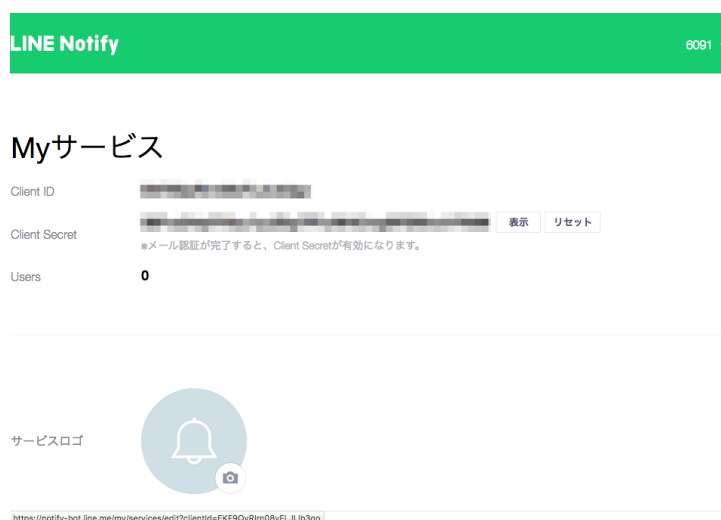 LINE Notify
6091
Myサービス
Client ID
Client Secret
表示
リセット
※メール認証が完了すると、Client Secretが有効になります。
Users
0
サービスロゴ